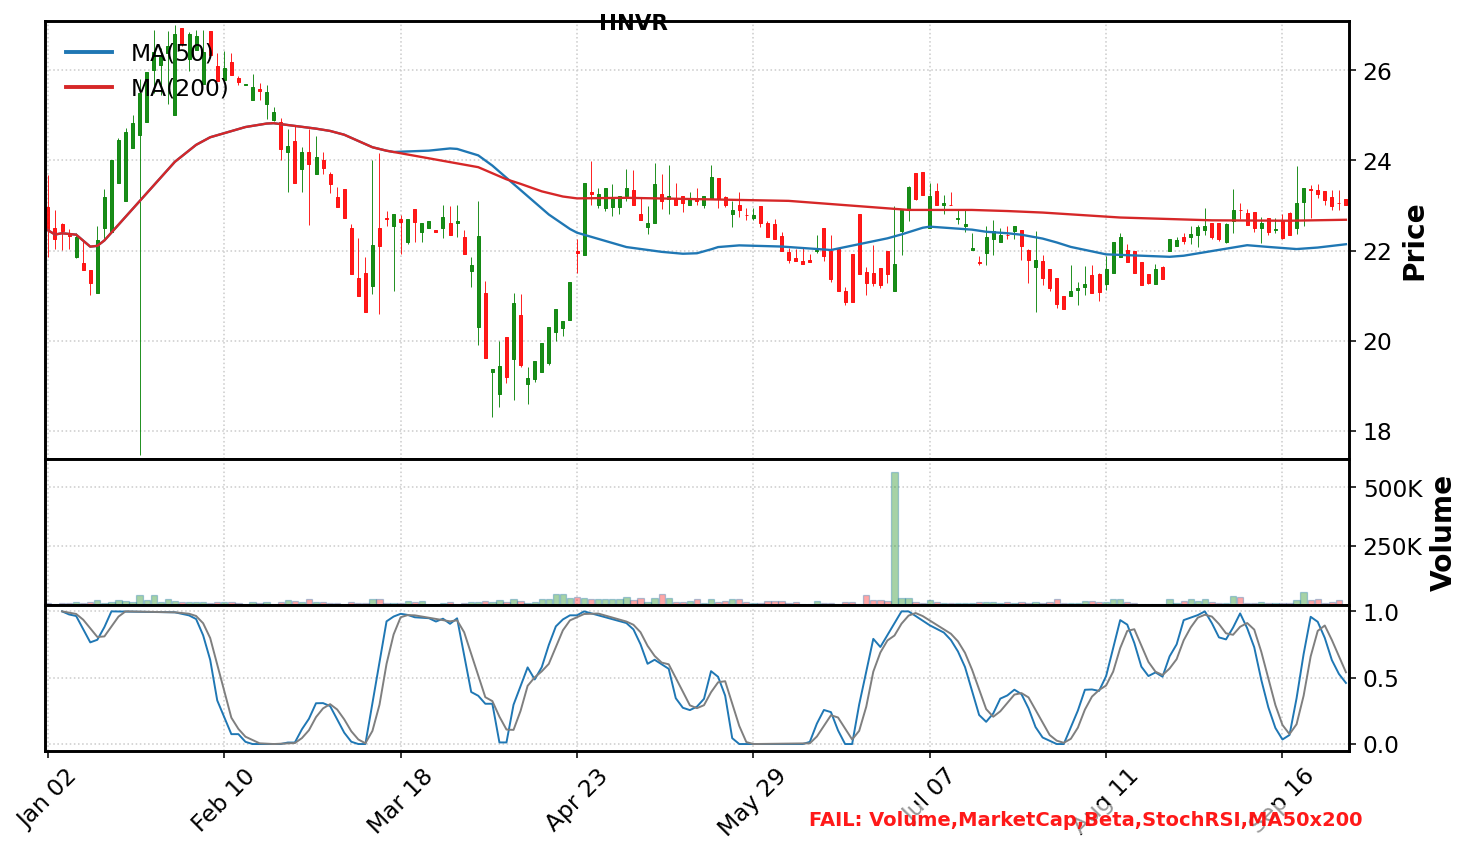 HNVR
MA(50)
MA(200)
26
24
22
20
18
Price
500K
250K
Volume
1.0
0.5
0.0
Jan 02
Feb 10
Mar 18
Apr 23
May 29
Jul 07
Aug 11
Sep 16
FAIL: Volume,MarketCap,Beta,StochRSI,MA50x200